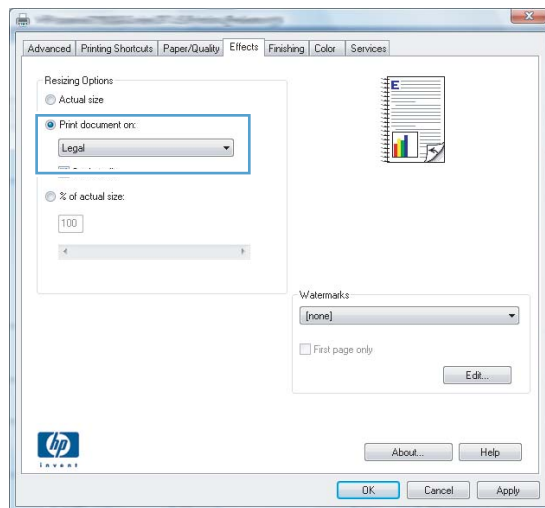 Advanced Printing Shortcuts Paper/Quality Effects Finishing Color Services
Resizing Options
Actual size
Print document on:
Legal
% of actual size:
100
E
Watermarks
[none]
First page only
Edit...
hp
invent
About... Help
OK Cancel Apply